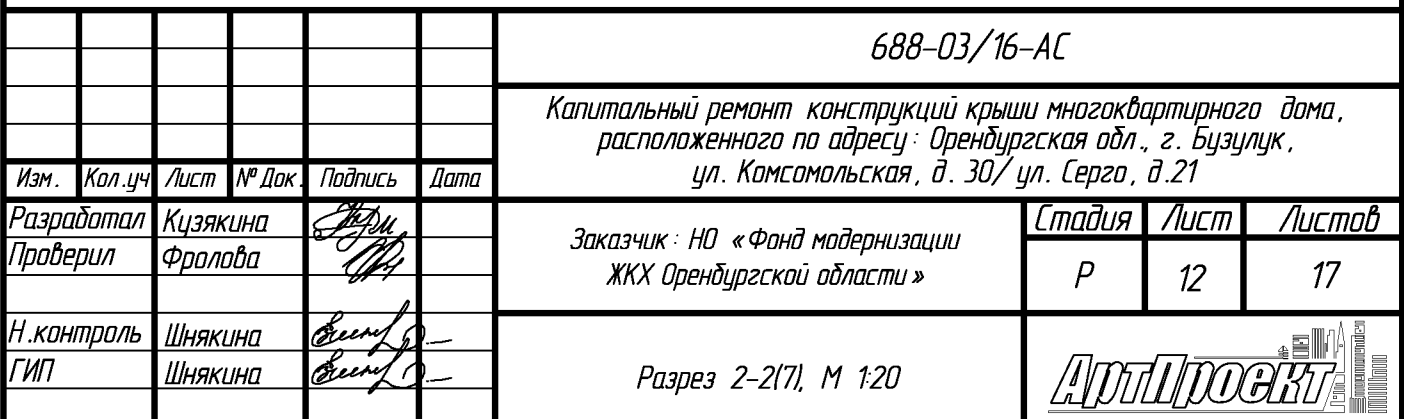 688-03/16-АС
Капитальный ремонт конструкций крыши многоквартирного дома,
расположенного по адресу: Оренбургская обл., г. Бузулук,
ул. Комсомольская, д. 30/ ул. Серго, д.21
Изм. Кол.уч Лист № Док. Подпись Дата
Разработал Кузякина
Проверил Фролова
Н.контроль Шнякина
ГИП Шнякина
Заказчик: НО «Фонд модернизации
ЖКХ Оренбургской области»
Стадия Лист Листов
Р 12 17
Разрез 2-2(7), М 1:20
АртПроект